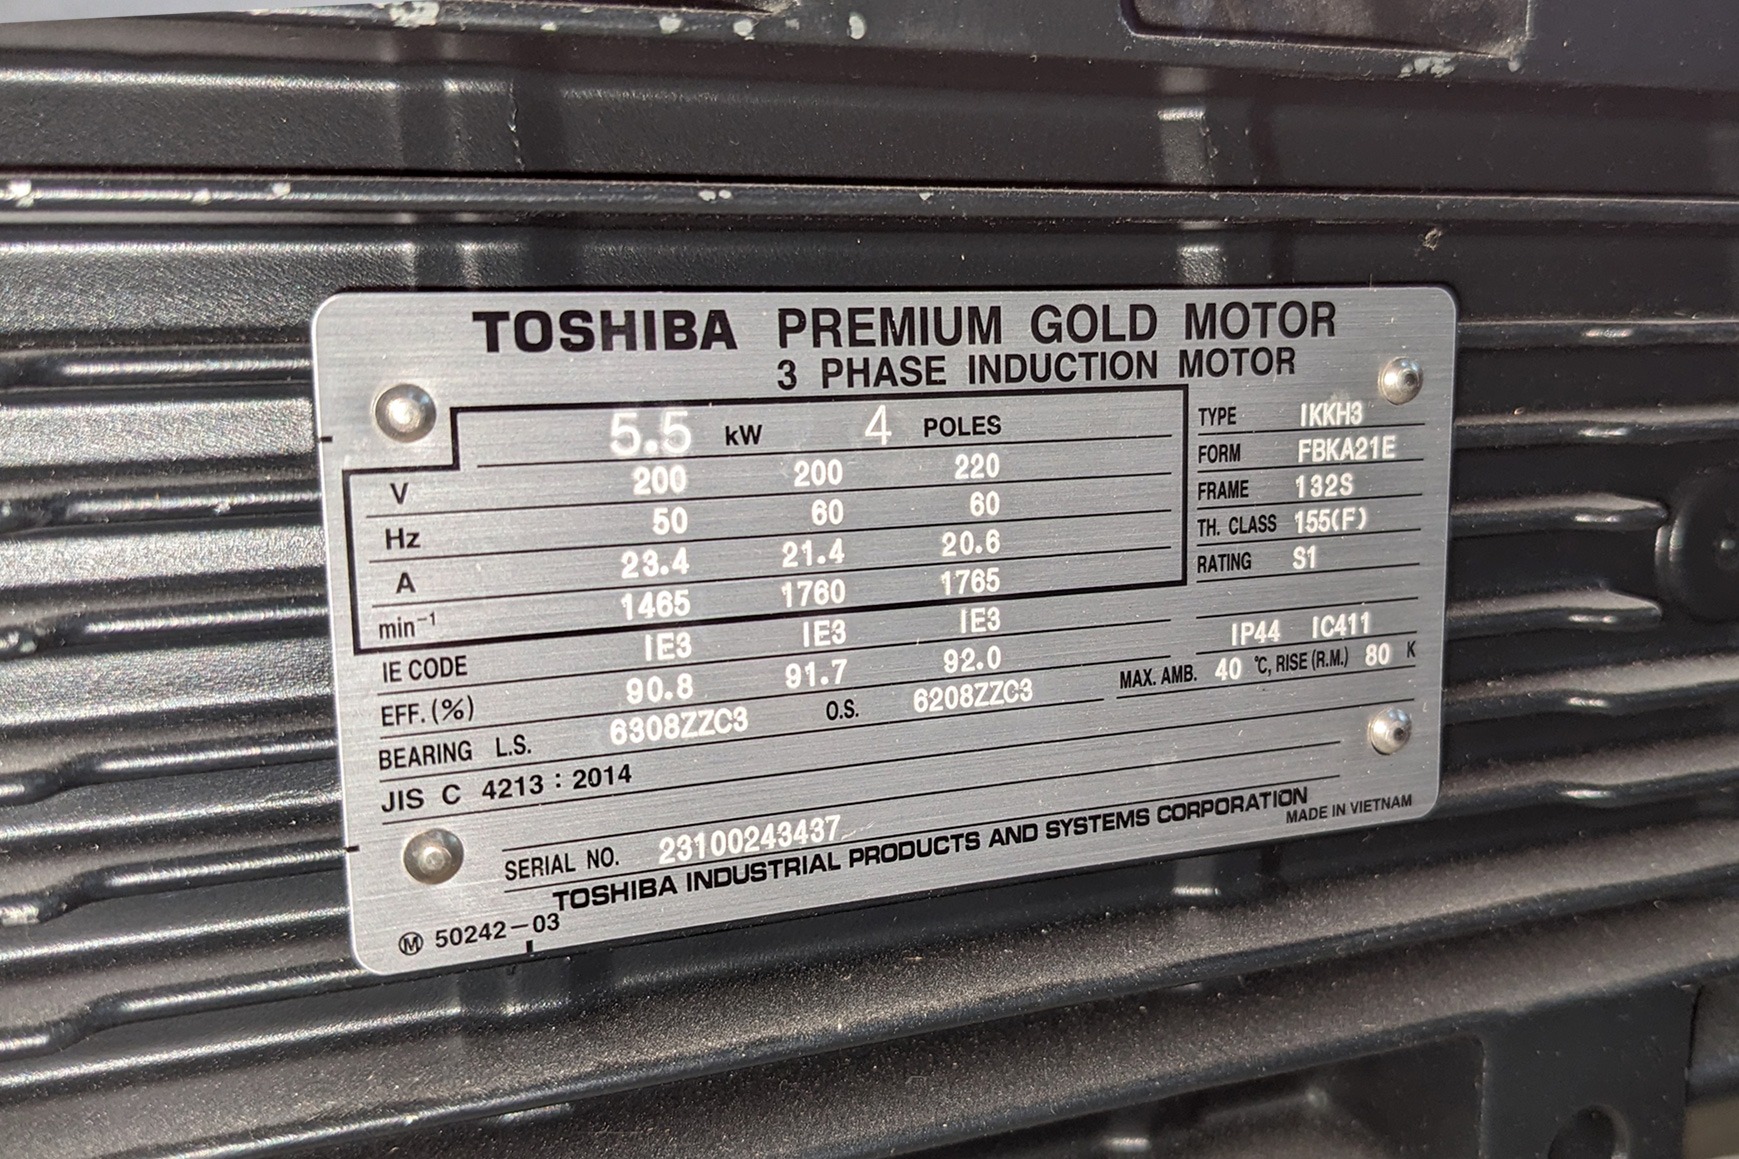 TOSHIBA PREMIUM GOLD MOTOR
3 PHASE INDUCTION MOTOR
5.5 kW 4 POLES
V 200 200 220
Hz 50 60 60
A 23.4 21.4 20.6
min⁻¹ 1465 1760 1765
IE CODE IE3 IE3 IE3
EFF. (%) 90.8 91.7 92.0
BEARING L.S. 6308ZZC3 O.S. 6208ZZC3
JIS C 4213 : 2014
TYPE IKKH3
FORM FBKA21E
FRAME 132S
TH. CLASS 155(F)
RATING S1
IP44 IC411
MAX. AMB. 40 ℃, RISE (R.M.) 80 K
SERIAL NO. 23100243437
TOSHIBA INDUSTRIAL PRODUCTS AND SYSTEMS CORPORATION
MADE IN VIETNAM
Ⓜ 50242-03